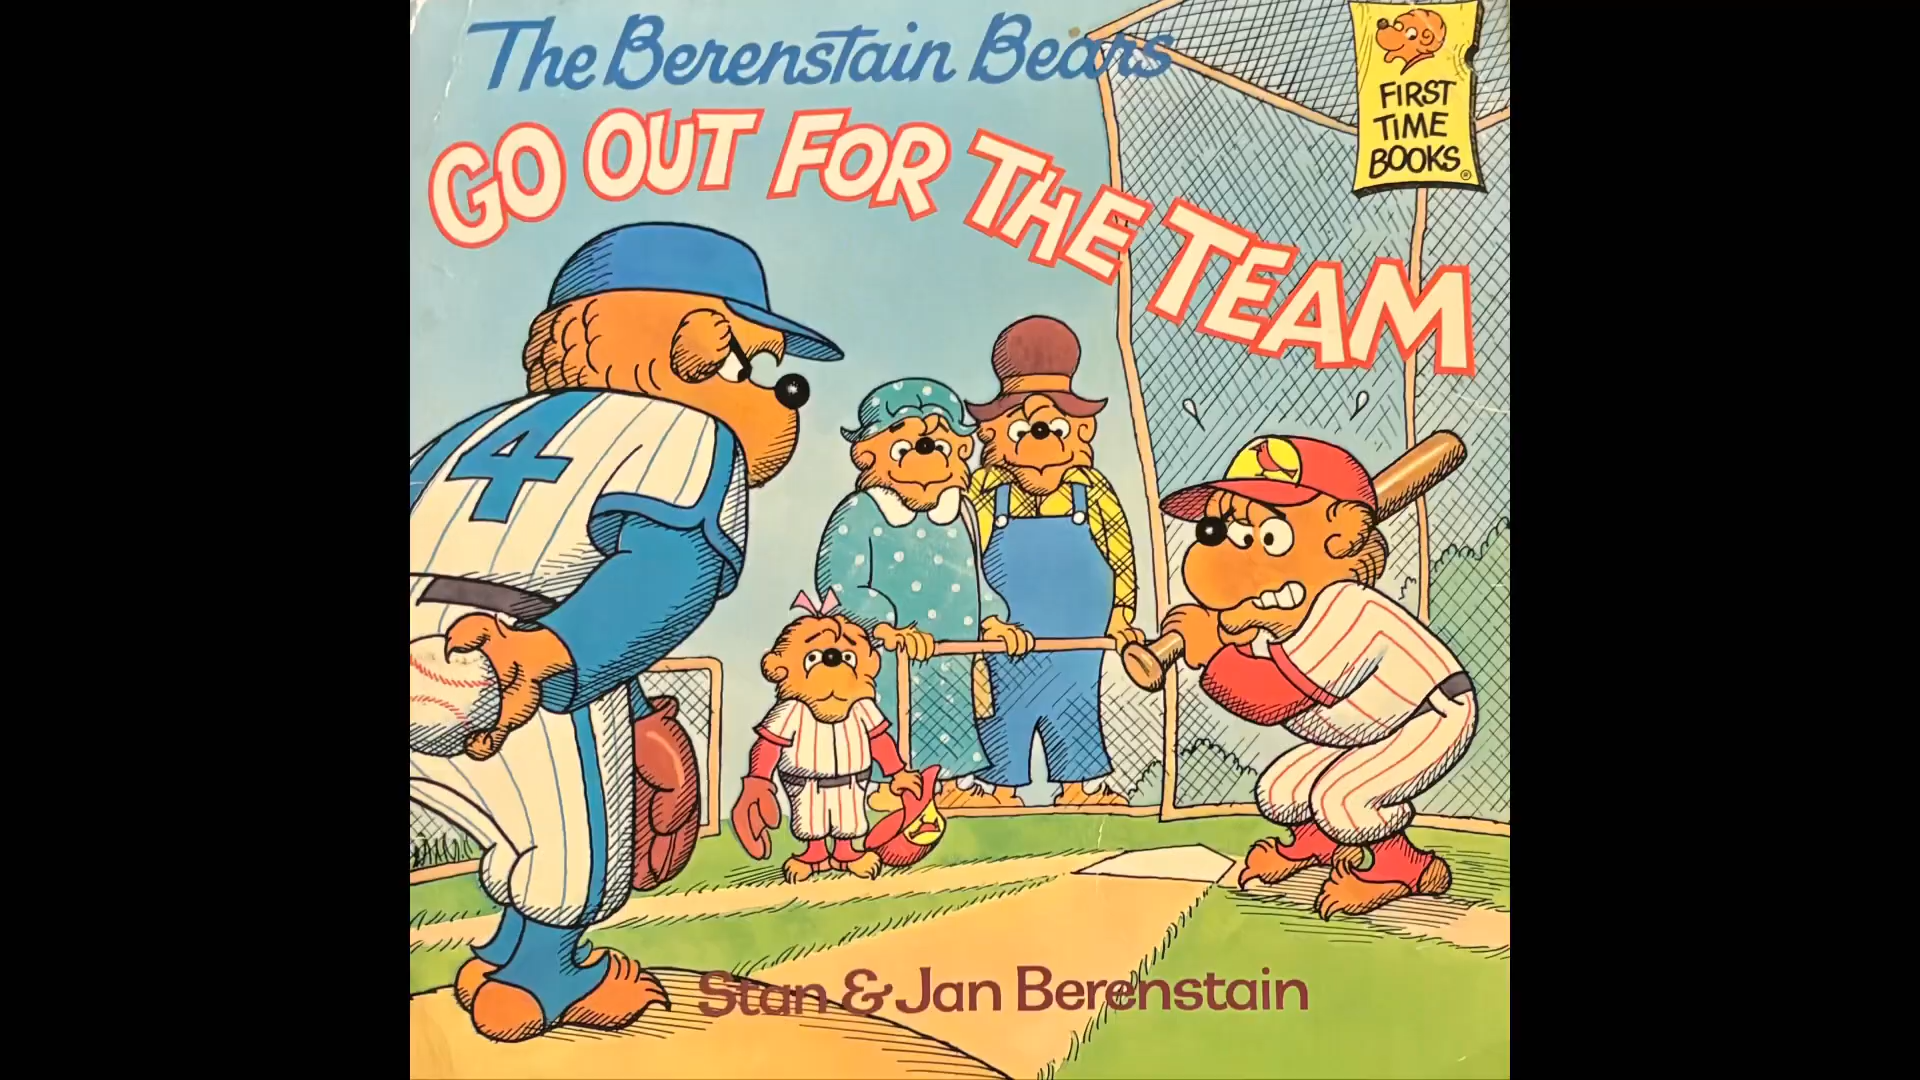 The Berenstain Bears
GO OUT FOR THE TEAM
FIRST
TIME
BOOKS®
4
Stan & Jan Berenstain